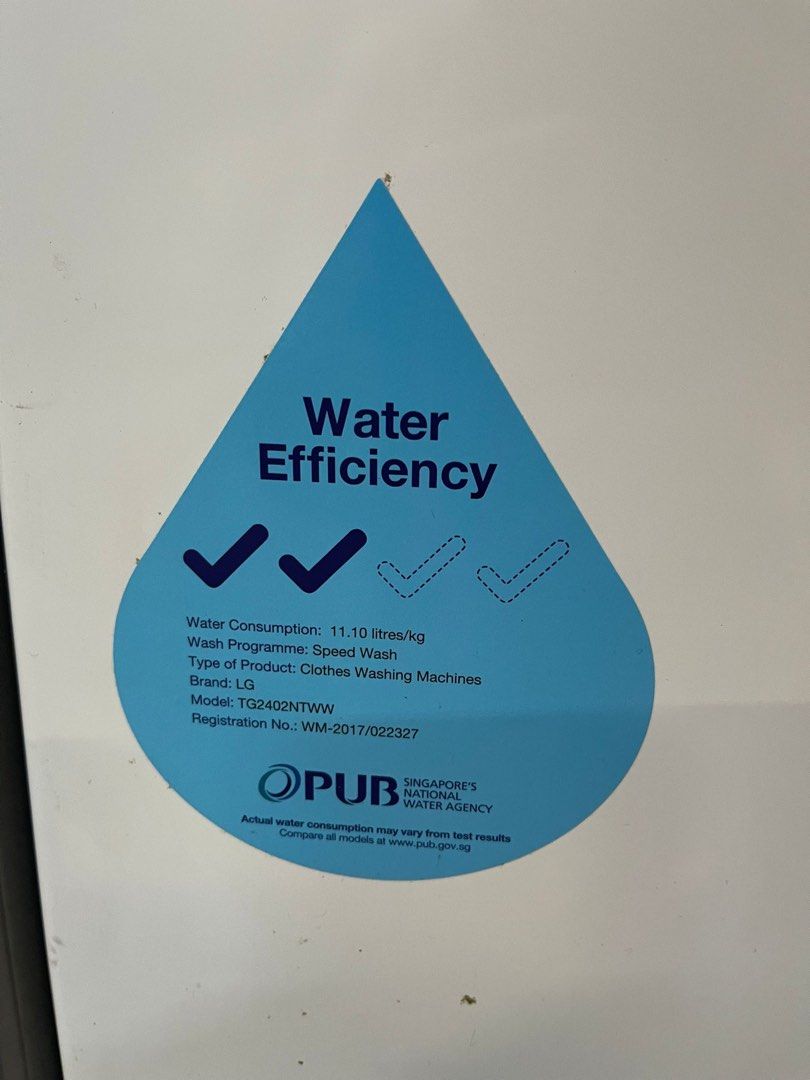 Water
Efficiency
Water Consumption: 11.10 litres/kg
Wash Programme: Speed Wash
Type of Product: Clothes Washing Machines
Brand: LG
Model: TG2402NTWW
Registration No.: WM-2017/022327
PUB SINGAPORE'S
NATIONAL
WATER AGENCY
Actual water consumption may vary from test results
Compare all models at www.pub.gov.sg